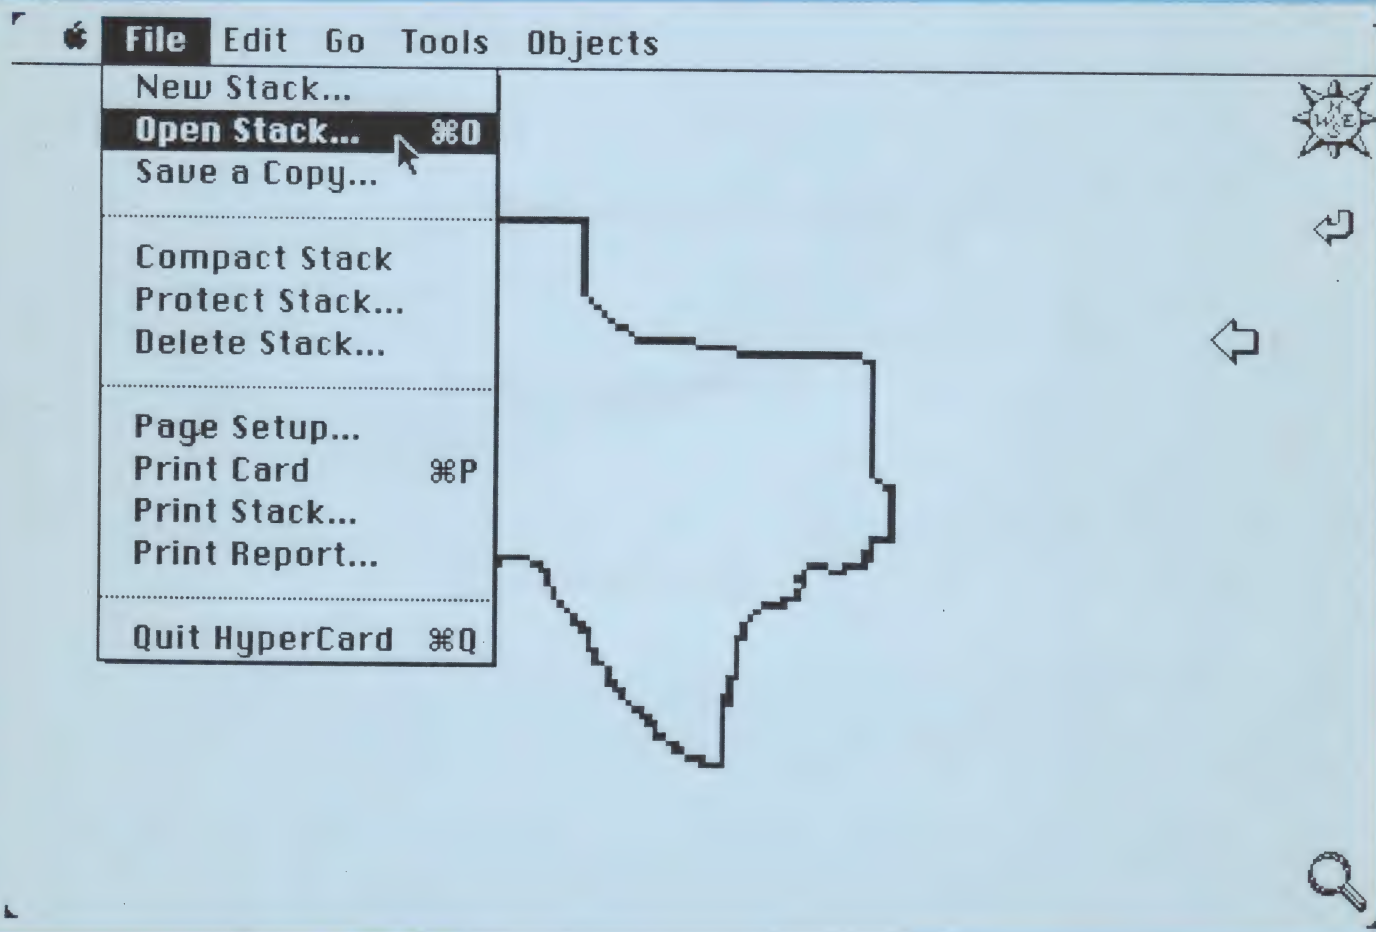 File Edit Go Tools Objects
New Stack...
Open Stack... ⌘O
Save a Copy...
Compact Stack
Protect Stack...
Delete Stack...
Page Setup...
Print Card ⌘P
Print Stack...
Print Report...
Quit HyperCard ⌘Q
N
W E
S